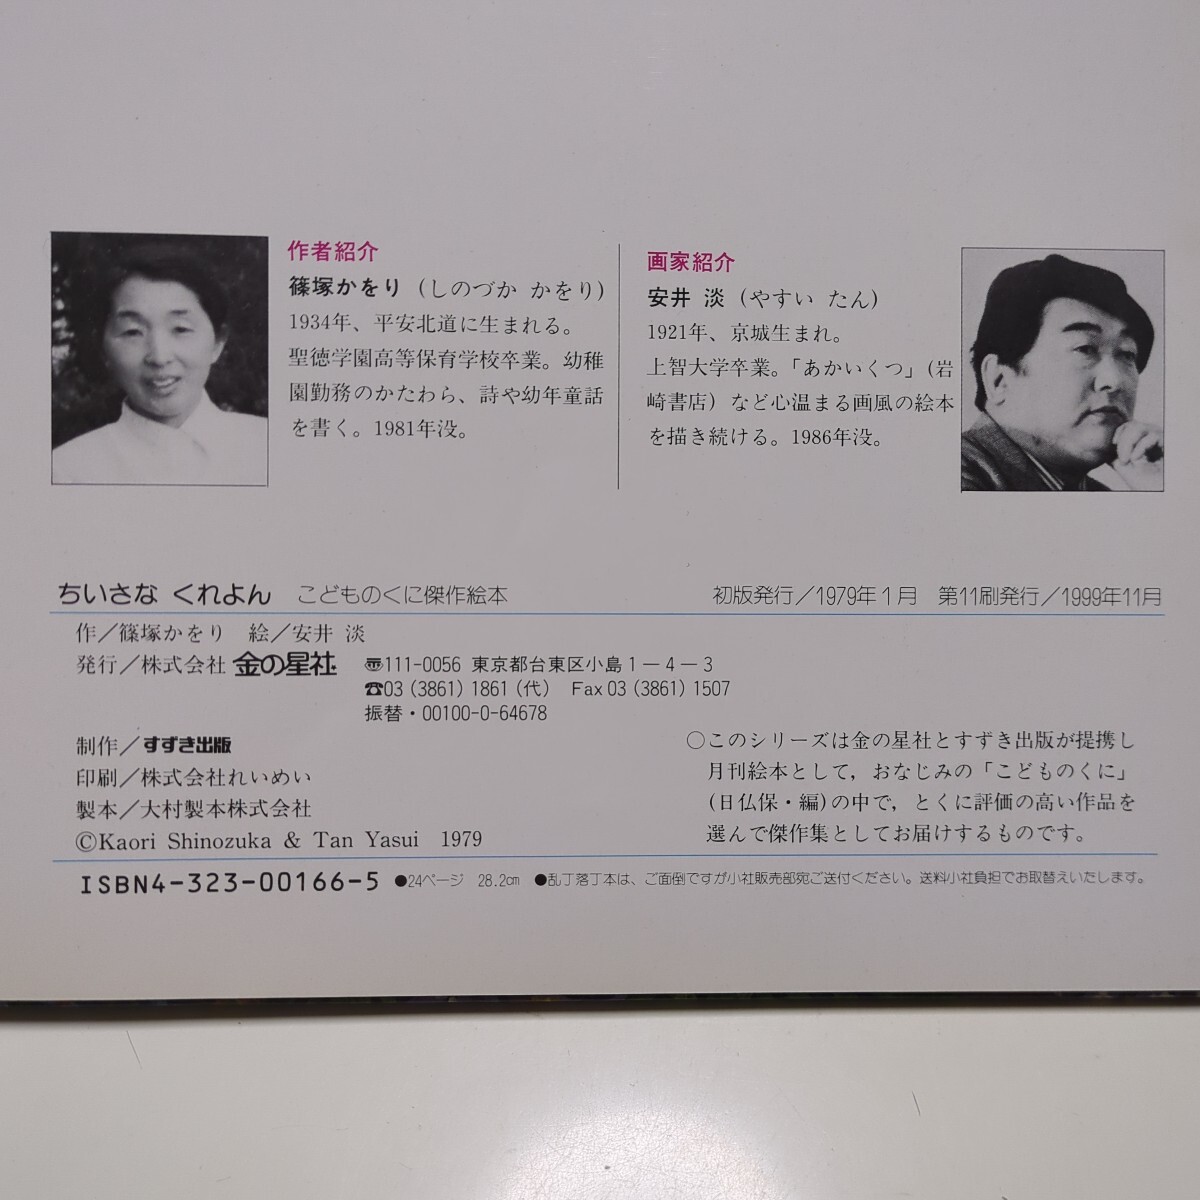 作者紹介
篠塚かをり(しのづか かをり)
1934年、平安北道に生まれる。
聖徳学園高等保育学校卒業。幼稚
園勤務のかたわら、詩や幼年童話
を書く。1981年没。
画家紹介
安井 淡(やすい たん)
1921年、京城生まれ。
上智大学卒業。「あかいくつ」(岩
崎書店)など心温まる画風の絵本
を描き続ける。1986年没。
ちいさな くれよん こどものくに傑作絵本 初版発行/1979年1月 第11刷発行/1999年11月
作/篠塚かをり 絵/安井 淡
発行/株式会社 金の星社 〠111-0056 東京都台東区小島1-4-3
☎03(3861)1861(代) Fax 03(3861)1507
振替・00100-0-64678
制作/すずき出版
印刷/株式会社れいめい
製本/大村製本株式会社
©Kaori Shinozuka & Tan Yasui 1979
○このシリーズは金の星社とすずき出版が提携し
月刊絵本として,おなじみの「こどものくに」
(日仏保・編)の中で,とくに評価の高い作品を
選んで傑作集としてお届けするものです。
ISBN4-323-00166-5 ●24ページ 28.2cm ●乱丁落丁本は、ご面倒ですが小社販売部宛ご送付ください。送料小社負担でお取替えいたします。